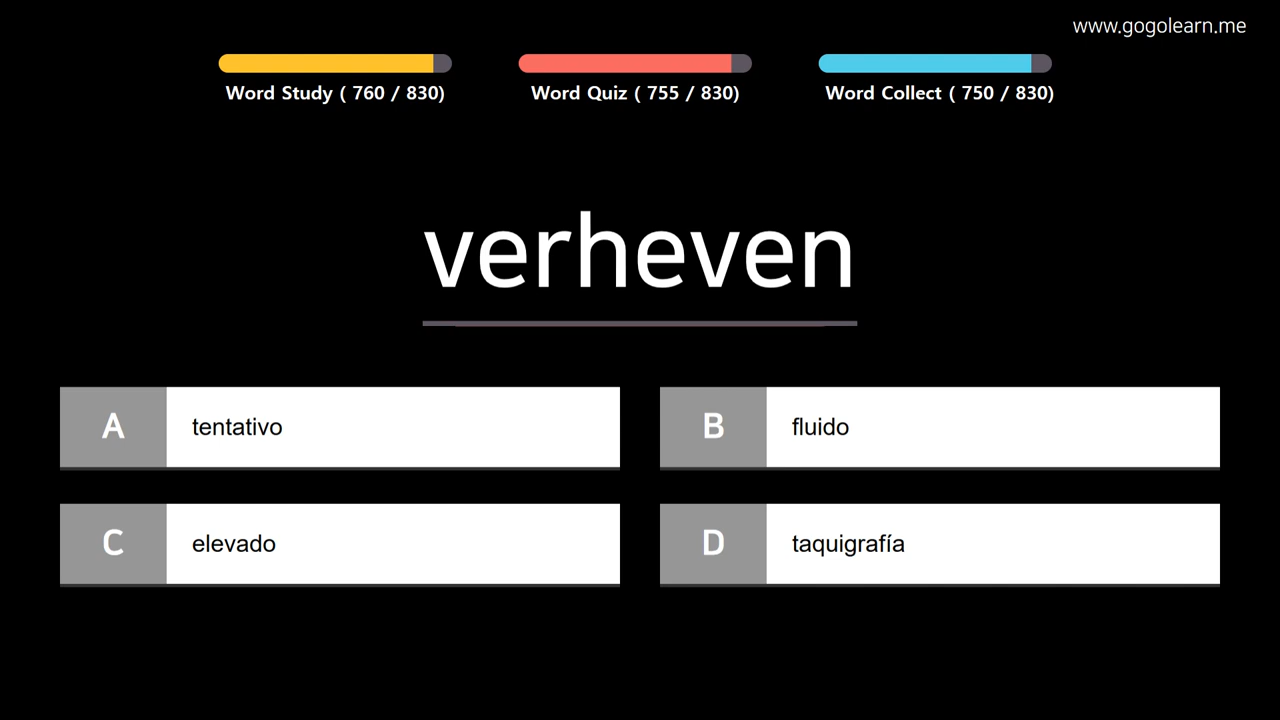 www.gogolearn.me
Word Study ( 760 / 830)
Word Quiz ( 755 / 830)
Word Collect ( 750 / 830)
verheven
A tentativo
B fluido
C elevado
D taquigrafía